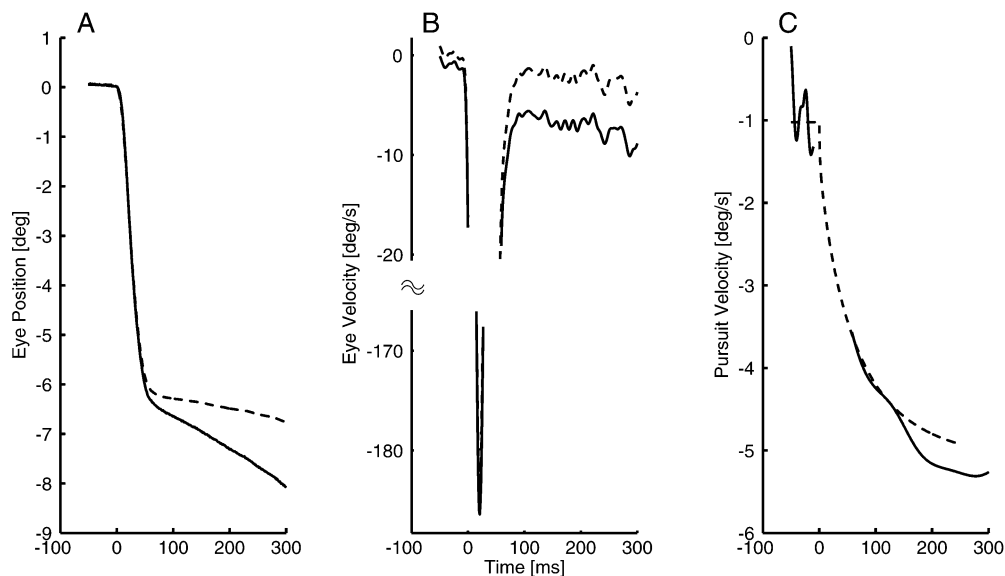 A
Eye Position [deg]
1
0
-1
-2
-3
-4
-5
-6
-7
-8
-9
-100 0 100 200 300
B
Eye Velocity [deg/s]
0
-10
-20
-170
-180
-100 0 100 200 300
Time [ms]
C
Pursuit Velocity [deg/s]
0
-1
-2
-3
-4
-5
-6
-100 0 100 200 300